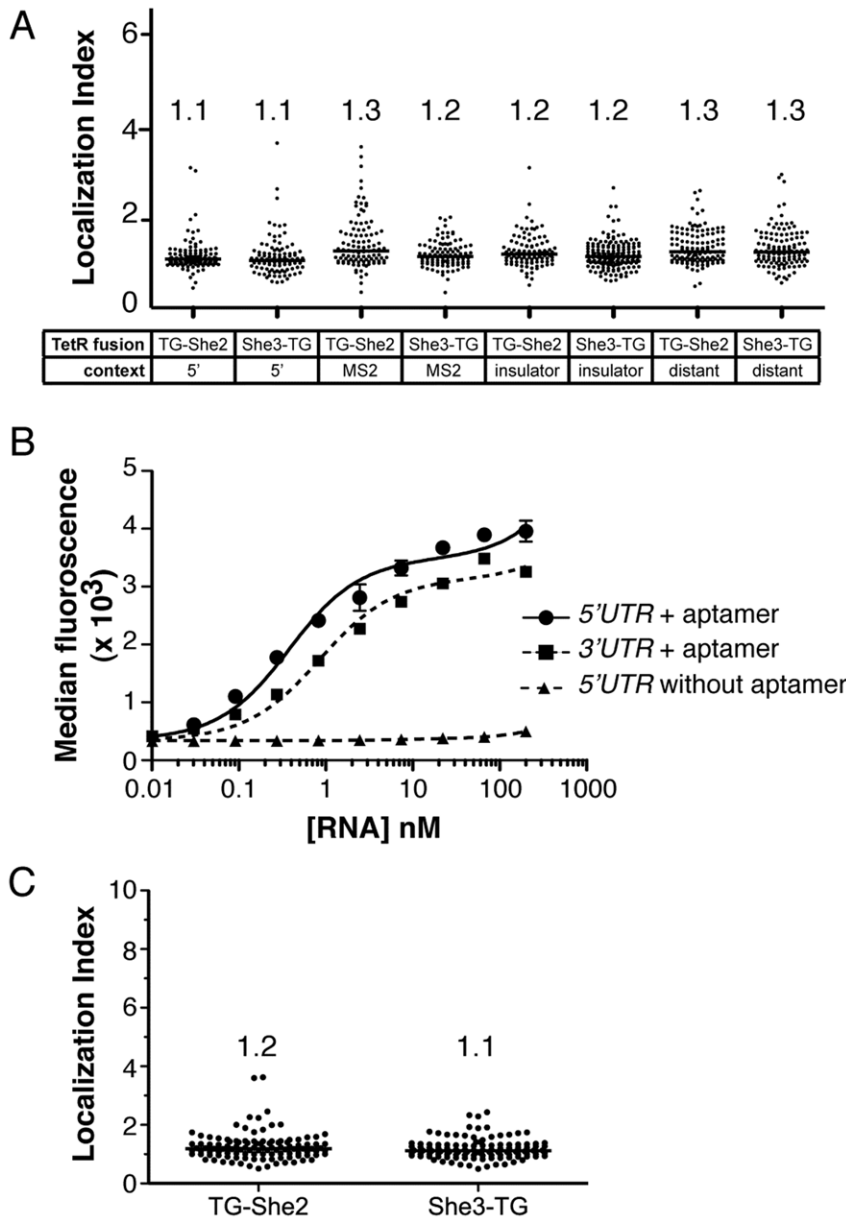 A
Localization Index
6
4
2
0
1.1 1.1 1.3 1.2 1.2 1.2 1.3 1.3
TetR fusion TG-She2 She3-TG TG-She2 She3-TG TG-She2 She3-TG TG-She2 She3-TG
context 5' 5' MS2 MS2 insulator insulator distant distant
B
Median fluoroscence
(x 10³)
5
4
3
2
1
0
0.01 0.1 1 10 100 1000
[RNA] nM
5'UTR + aptamer
3'UTR + aptamer
5'UTR without aptamer
C
Localization Index
10
8
6
4
2
0
1.2 1.1
TG-She2 She3-TG